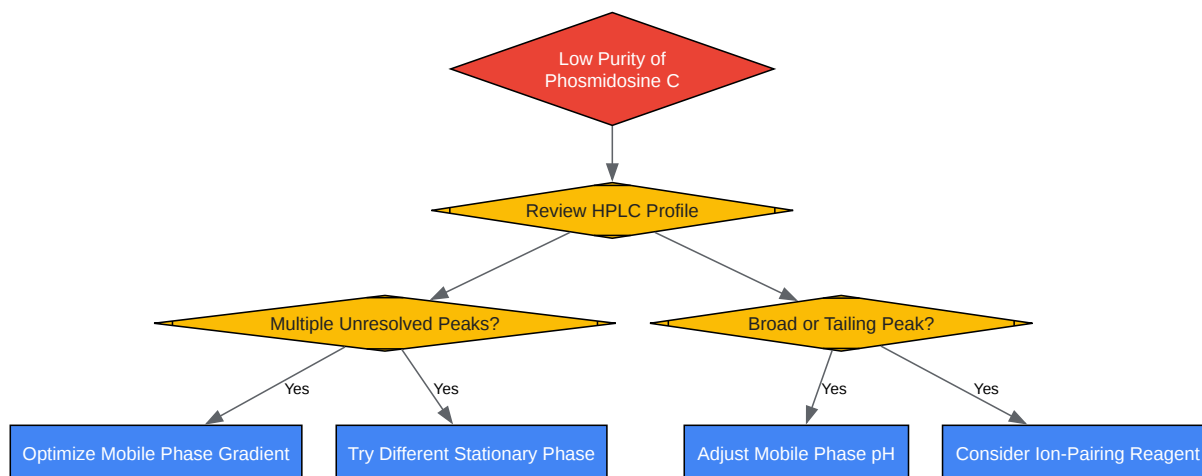 Low Purity of
Phosmidosine C
Review HPLC Profile
Multiple Unresolved Peaks?
Broad or Tailing Peak?
Yes
Yes
Yes
Yes
Optimize Mobile Phase Gradient
Try Different Stationary Phase
Adjust Mobile Phase pH
Consider Ion-Pairing Reagent